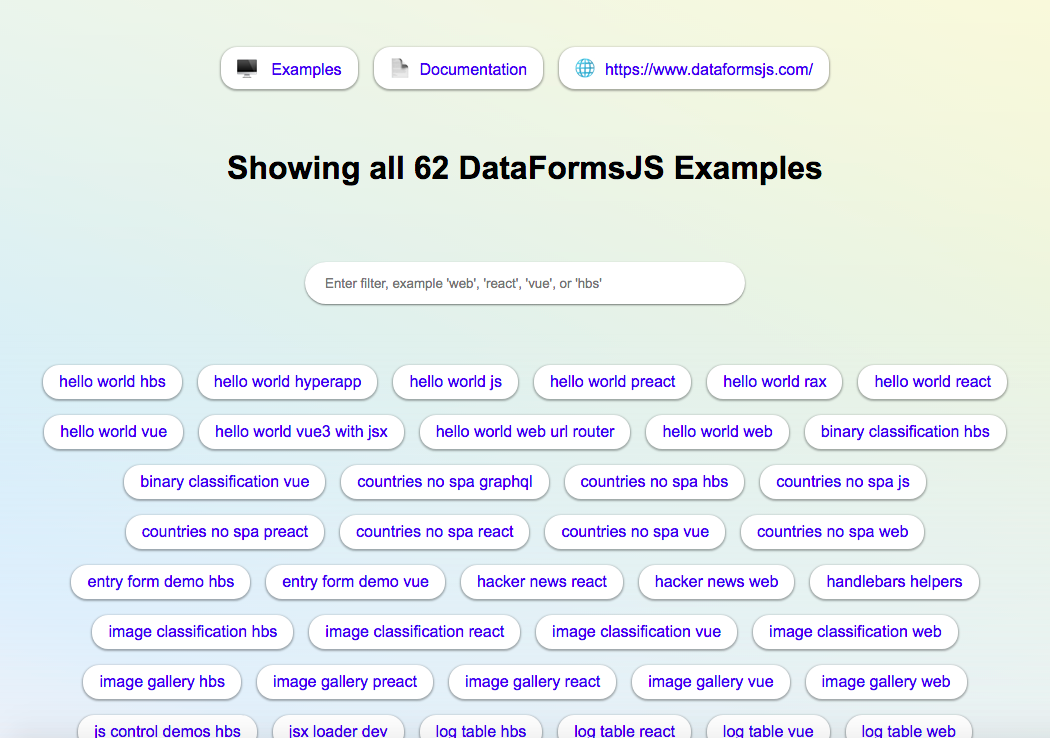 Examples Documentation https://www.dataformsjs.com/
Showing all 62 DataFormsJS Examples
Enter filter, example 'web', 'react', 'vue', or 'hbs'
hello world hbs hello world hyperapp hello world js hello world preact hello world rax hello world react
hello world vue hello world vue3 with jsx hello world web url router hello world web binary classification hbs
binary classification vue countries no spa graphql countries no spa hbs countries no spa js
countries no spa preact countries no spa react countries no spa vue countries no spa web
entry form demo hbs entry form demo vue hacker news react hacker news web handlebars helpers
image classification hbs image classification react image classification vue image classification web
image gallery hbs image gallery preact image gallery react image gallery vue image gallery web
js control demos hbs jsx loader dev log table hbs log table react log table vue log table web